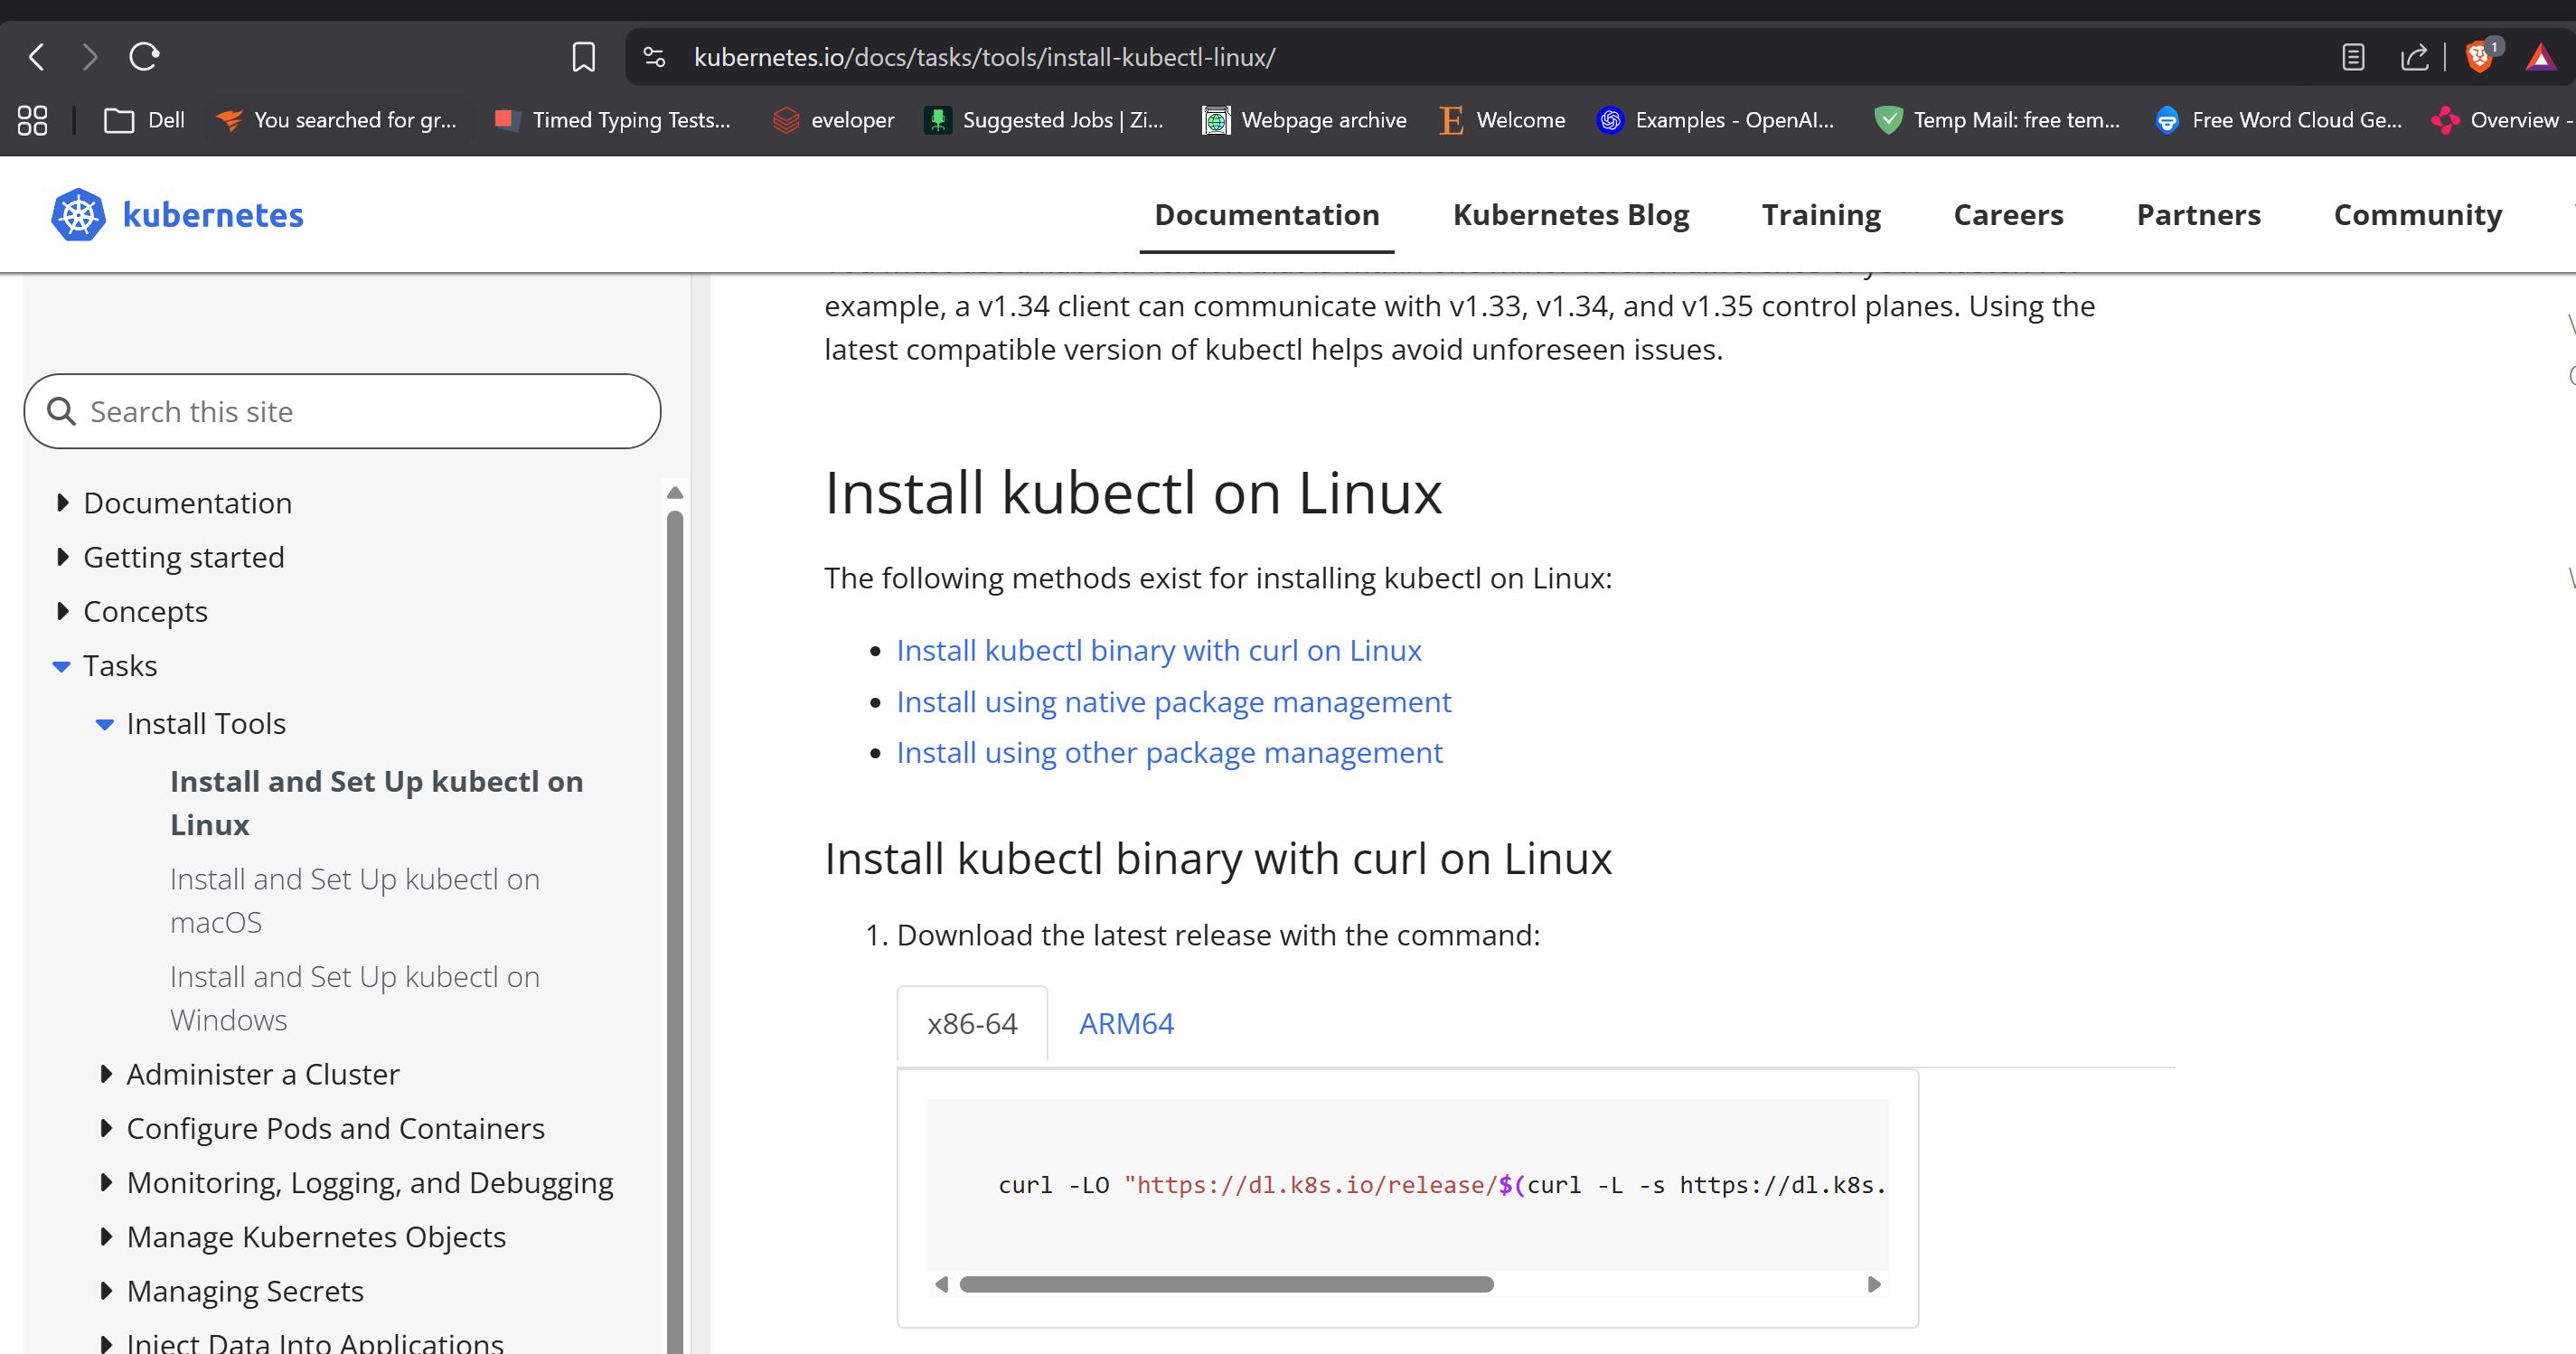 kubernetes.io/docs/tasks/tools/install-kubectl-linux/
1
Dell
You searched for gr...
Timed Typing Tests...
eveloper
Suggested Jobs | Zi...
Webpage archive
Welcome
Examples - OpenAI...
Temp Mail: free tem...
Free Word Cloud Ge...
Overview -
kubernetes
Documentation
Kubernetes Blog
Training
Careers
Partners
Community
Search this site
Documentation
Getting started
Concepts
Tasks
Install Tools
Install and Set Up kubectl on
Linux
Install and Set Up kubectl on
macOS
Install and Set Up kubectl on
Windows
Administer a Cluster
Configure Pods and Containers
Monitoring, Logging, and Debugging
Manage Kubernetes Objects
Managing Secrets
Inject Data Into Applications
example, a v1.34 client can communicate with v1.33, v1.34, and v1.35 control planes. Using the
latest compatible version of kubectl helps avoid unforeseen issues.
Install kubectl on Linux
The following methods exist for installing kubectl on Linux:
• Install kubectl binary with curl on Linux
• Install using native package management
• Install using other package management
Install kubectl binary with curl on Linux
1. Download the latest release with the command:
x86-64
ARM64
curl -LO "https://dl.k8s.io/release/$(curl -L -s https://dl.k8s.